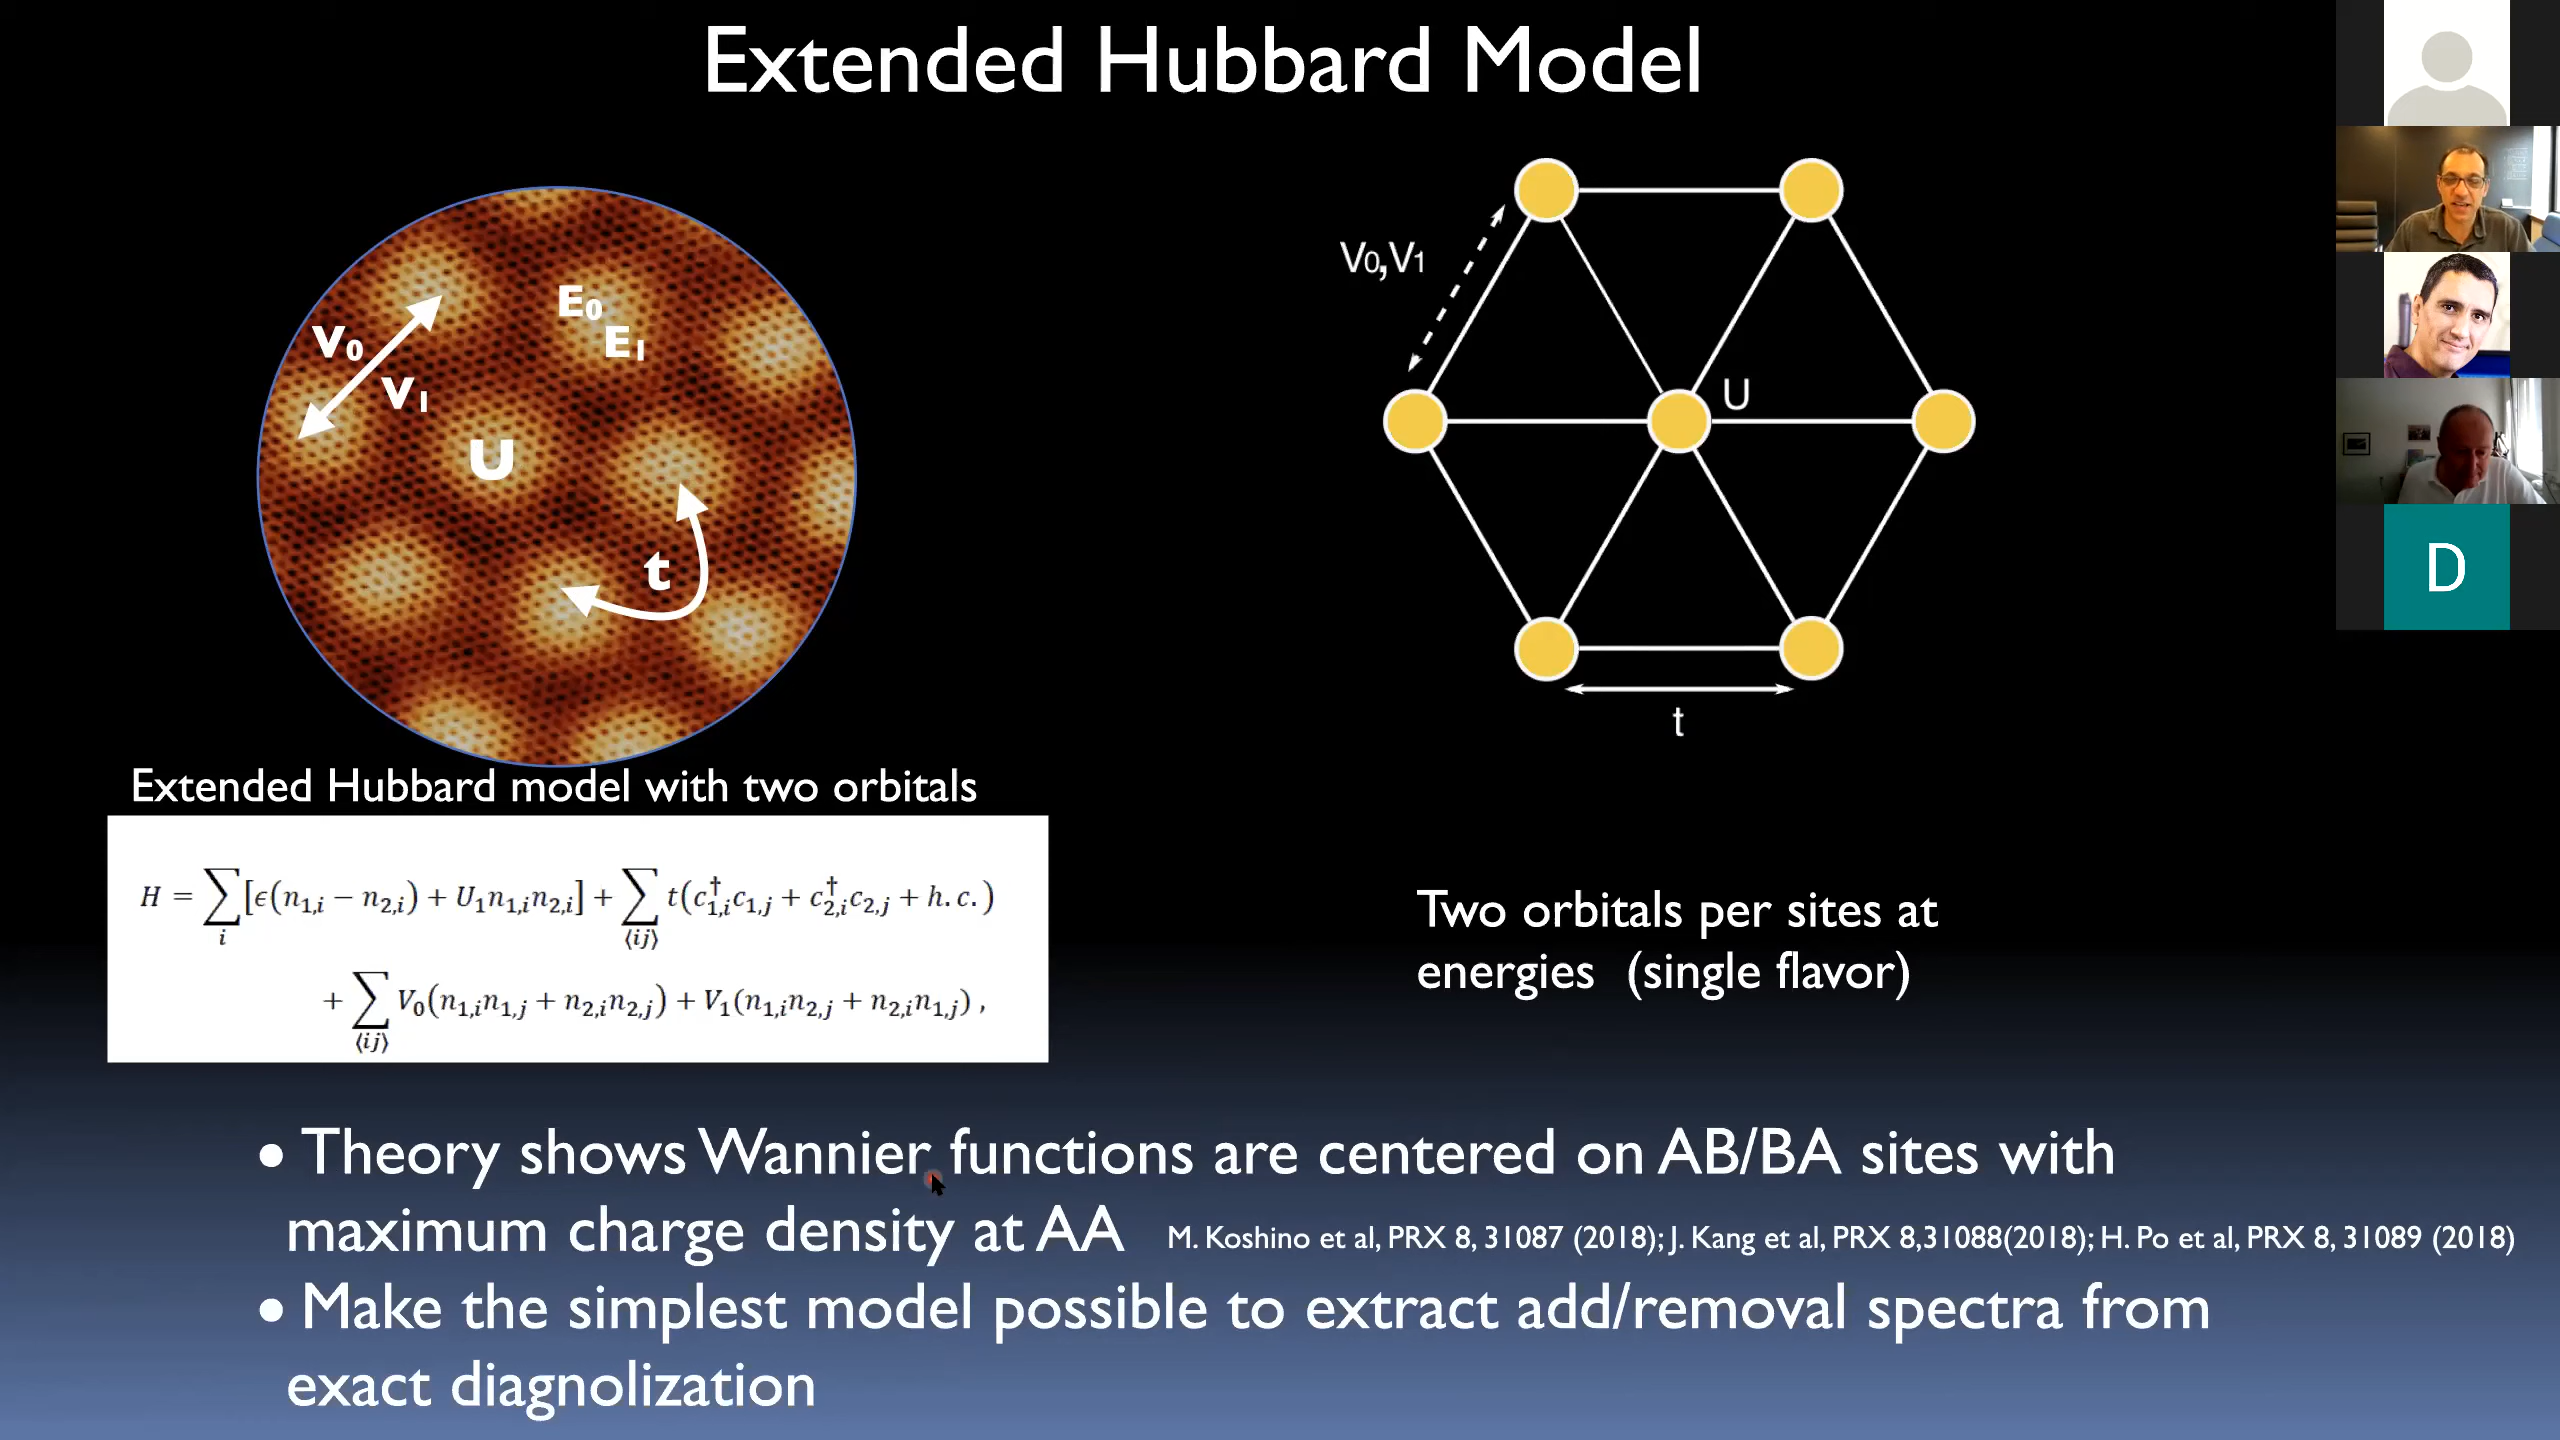 Extended Hubbard Model
V₀
V₁
E₀
E₁
U
t
V₀,V₁
U
t
D
Extended Hubbard model with two orbitals
H = ∑ᵢ [ϵ(n₁,ᵢ − n₂,ᵢ) + U₁n₁,ᵢn₂,ᵢ] + ∑⟨ij⟩ t(c†₁,ᵢc₁,ⱼ + c†₂,ᵢc₂,ⱼ + h.c.)
+ ∑⟨ij⟩ V₀(n₁,ᵢn₁,ⱼ + n₂,ᵢn₂,ⱼ) + V₁(n₁,ᵢn₂,ⱼ + n₂,ᵢn₁,ⱼ) ,
Two orbitals per sites at
energies (single flavor)
• Theory shows Wannier functions are centered on AB/BA sites with
maximum charge density at AA M. Koshino et al, PRX 8, 31087 (2018); J. Kang et al, PRX 8,31088(2018); H. Po et al, PRX 8, 31089 (2018)
• Make the simplest model possible to extract add/removal spectra from
exact diagnolization